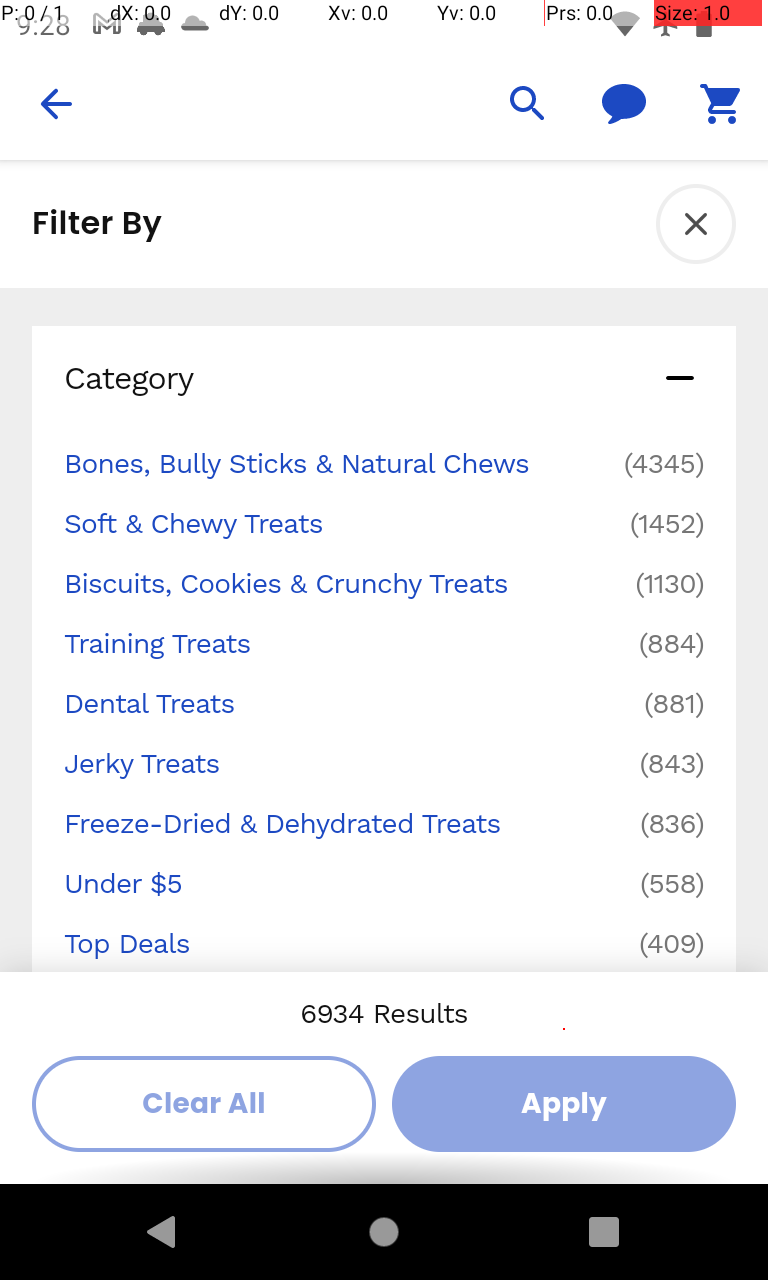 P: 0 / 1 dX: 0.0 dY: 0.0 Xv: 0.0 Yv: 0.0 Prs: 0.0 Size: 1.0
9:28
Filter By
Category
Bones, Bully Sticks & Natural Chews (4345)
Soft & Chewy Treats (1452)
Biscuits, Cookies & Crunchy Treats (1130)
Training Treats (884)
Dental Treats (881)
Jerky Treats (843)
Freeze-Dried & Dehydrated Treats (836)
Under $5 (558)
Top Deals (409)
6934 Results
Clear All Apply